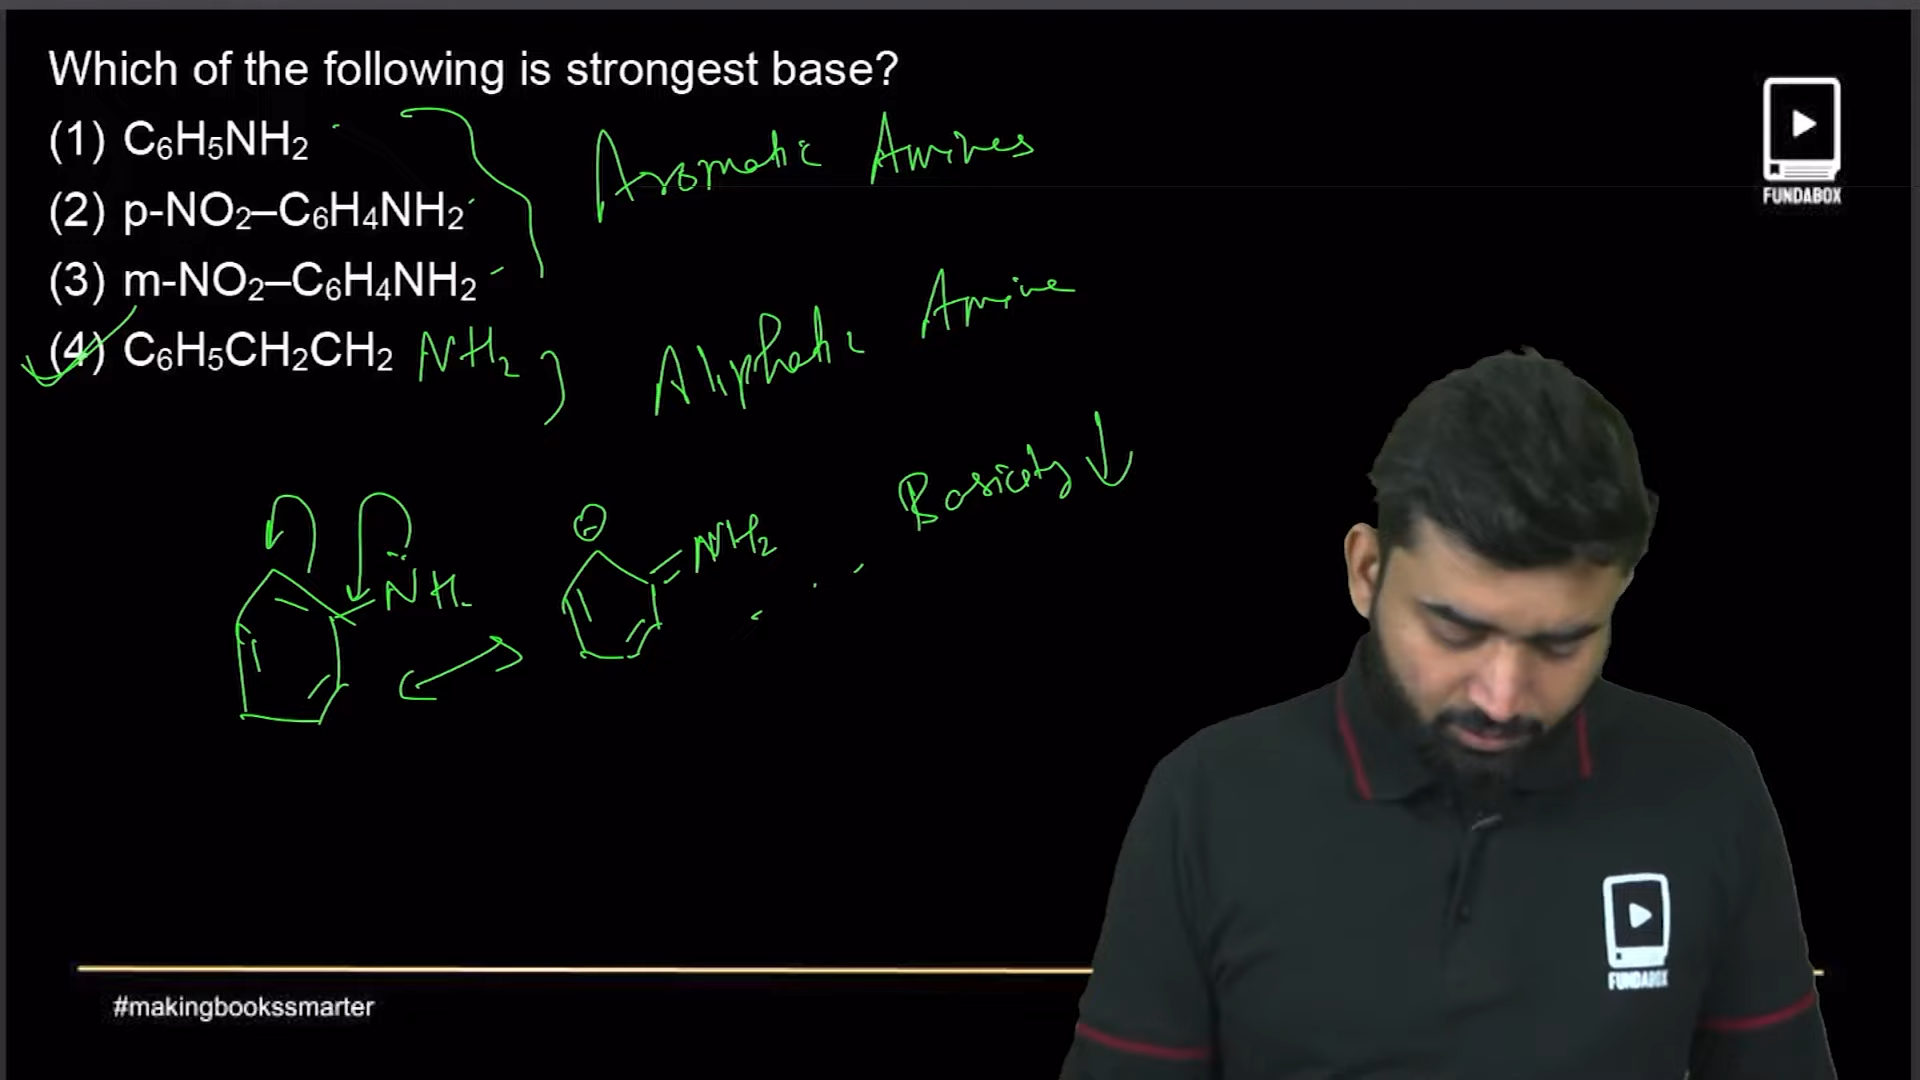 Which of the following is strongest base?
(1) C6H5NH2
Aromatic Amines
FUNDABOX
(2) p-NO2–C6H4NH2
(3) m-NO2–C6H4NH2
Amine
(4) C6H5CH2CH2 NH2
Aliphatic
Basicity ↓
⊖
NH2
NH2
FUNDABOX
#makingbookssmarter